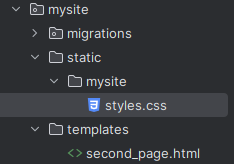 mysite
migrations
static
mysite
styles.css
templates
second_page.html